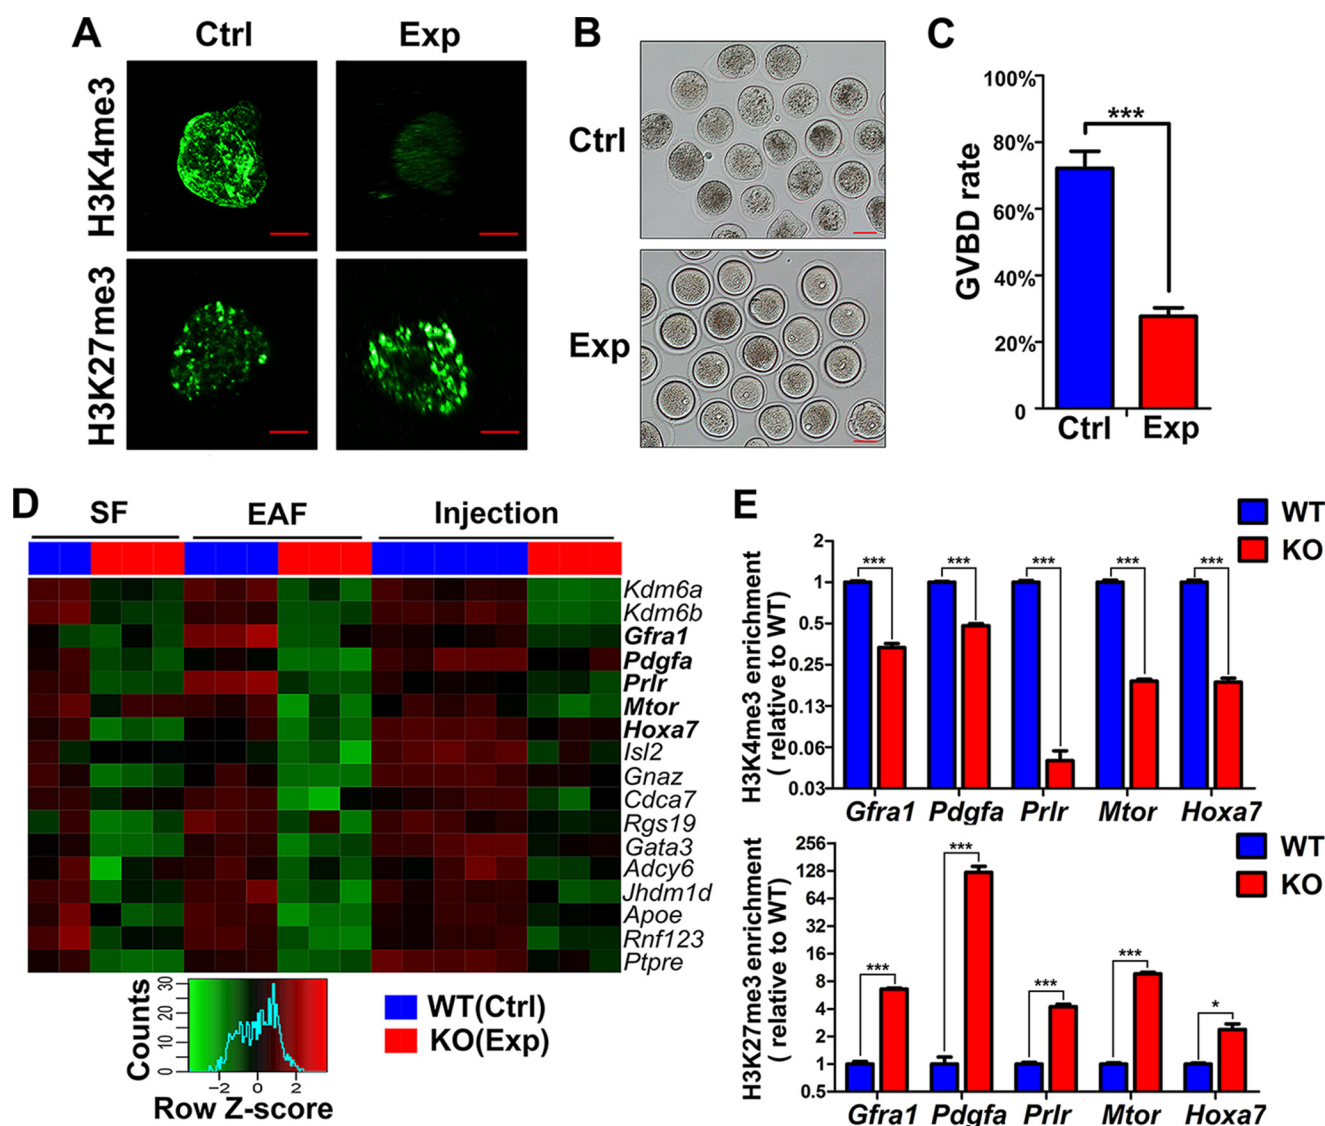 A
Ctrl
Exp
H3K4me3
H3K27me3
B
Ctrl
Exp
C
GVBD rate
100%
80%
60%
40%
20%
0
***
Ctrl
Exp
D
SF
EAF
Injection
Kdm6a
Kdm6b
Gfra1
Pdgfa
Prlr
Mtor
Hoxa7
Isl2
Gnaz
Cdca7
Rgs19
Gata3
Adcy6
Jhdm1d
Apoe
Rnf123
Ptpre
Counts
30
20
10
0
-2
0
2
Row Z-score
WT(Ctrl)
KO(Exp)
E
WT
KO
H3K4me3 enrichment
( relative to WT)
2
1
0.5
0.25
0.13
0.06
0.03
*** *** *** *** ***
Gfra1 Pdgfa Prlr Mtor Hoxa7
WT
KO
H3K27me3 enrichment
( relative to WT)
256
128
64
32
16
8
4
2
1
0.5
*** *** *** *** *
Gfra1 Pdgfa Prlr Mtor Hoxa7